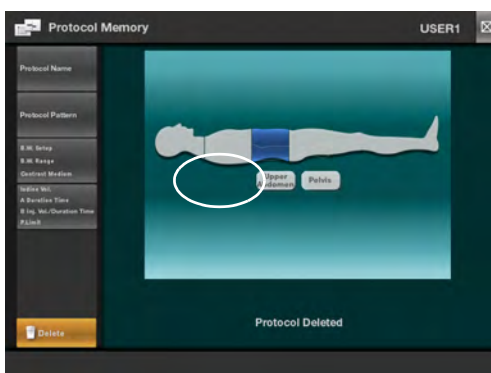 Protocol Memory
USER1
Protocol Name
Protocol Pattern
B.W. Setup
B.W. Range
Contrast Medium
Iodine Wt.
A Duration Time
B Inj. Vol./Duration Time
P.Limit
Upper
Abdomen
Pelvis
Delete
Protocol Deleted